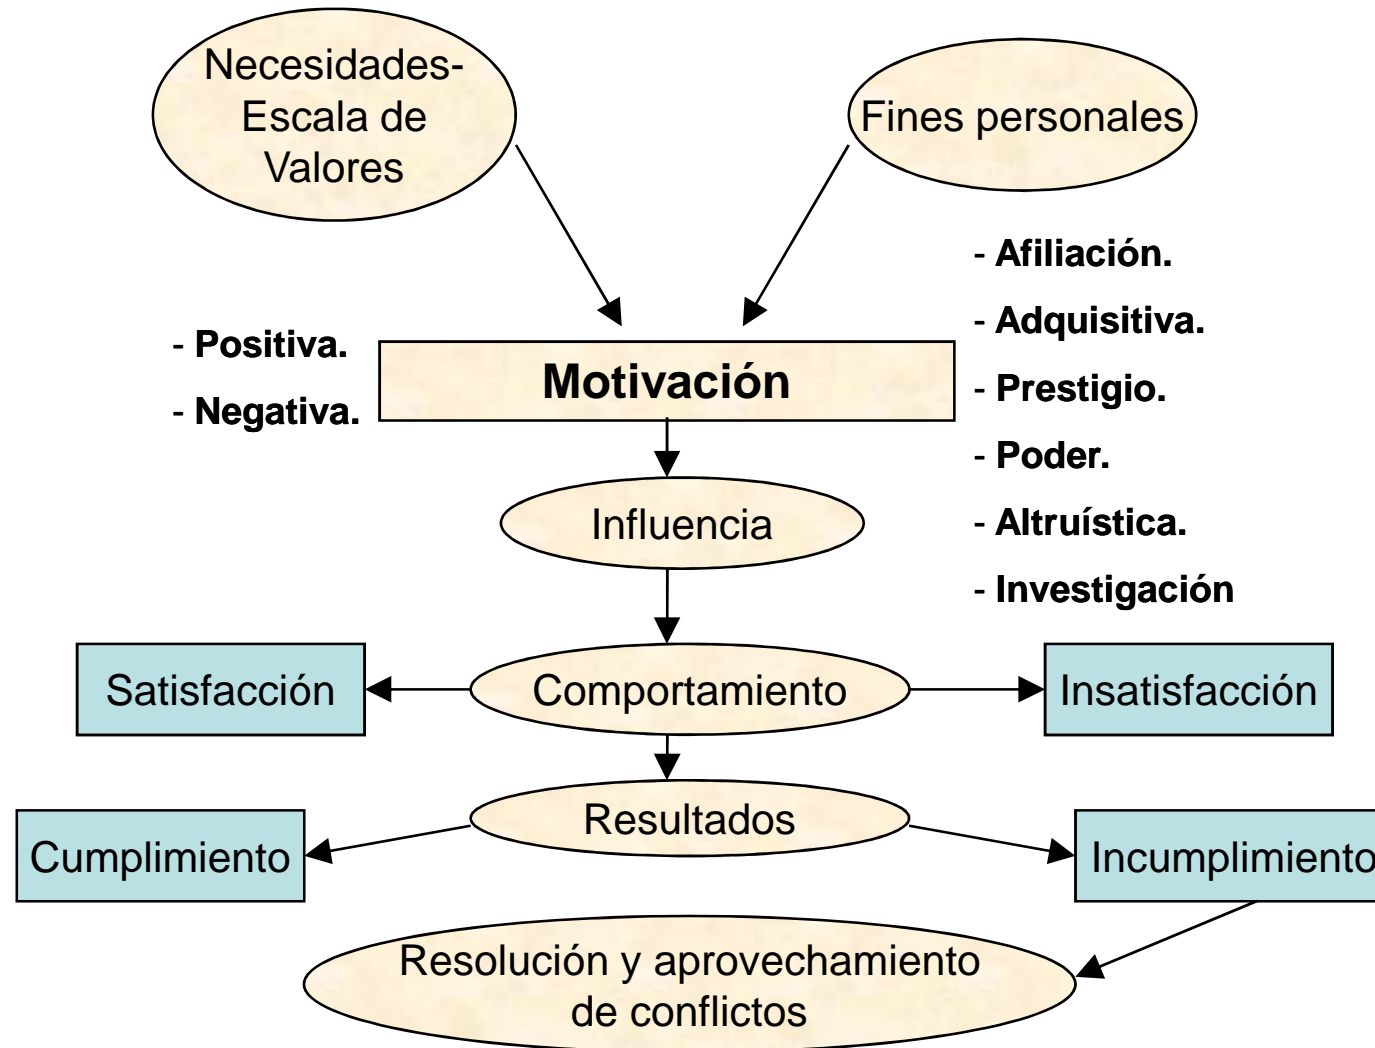 Necesidades-
Escala de
Valores
Fines personales
- Afiliación.
- Adquisitiva.
- Prestigio.
- Poder.
- Altruística.
- Investigación
- Positiva.
- Negativa.
Motivación
Influencia
Satisfacción
Comportamiento
Insatisfacción
Resultados
Cumplimiento
Incumplimiento
Resolución y aprovechamiento
de conflictos